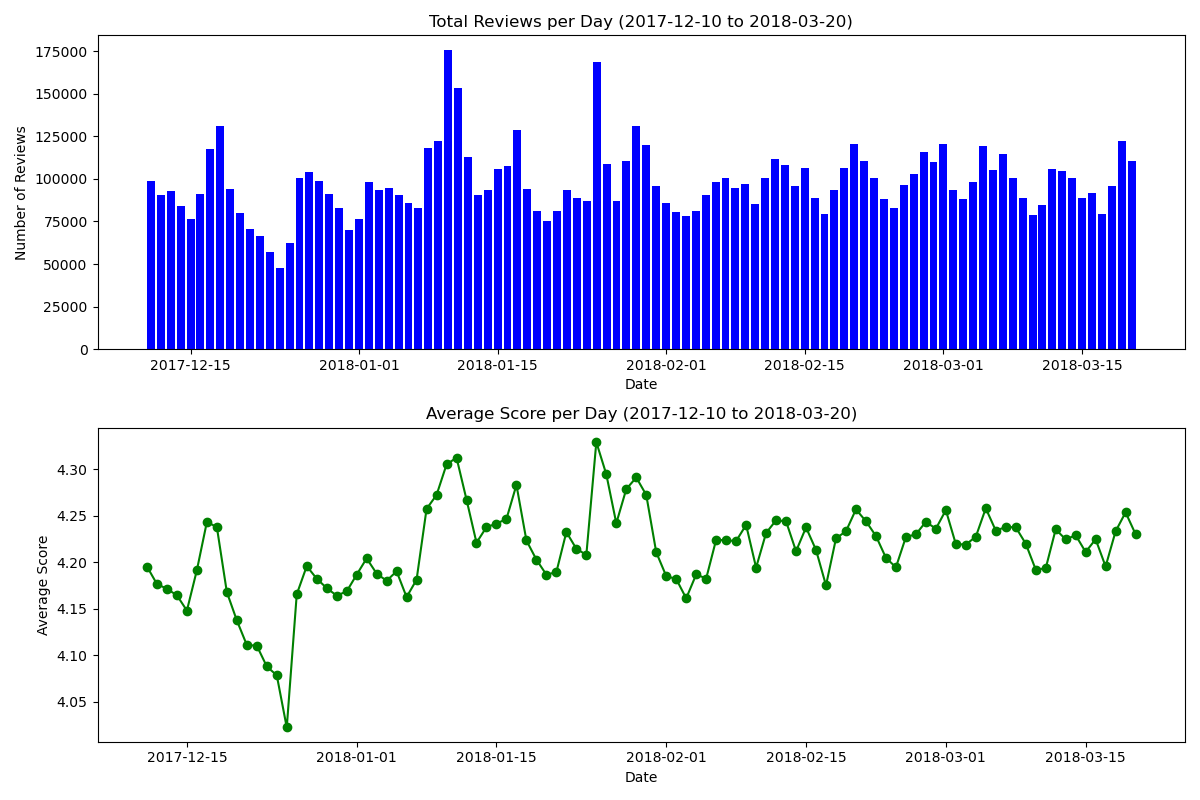 Total Reviews per Day (2017-12-10 to 2018-03-20)
175000
150000
125000
100000
75000
50000
25000
0
Number of Reviews
2017-12-15 2018-01-01 2018-01-15 2018-02-01 2018-02-15 2018-03-01 2018-03-15
Date
Average Score per Day (2017-12-10 to 2018-03-20)
4.30
4.25
4.20
4.15
4.10
4.05
Average Score
2017-12-15 2018-01-01 2018-01-15 2018-02-01 2018-02-15 2018-03-01 2018-03-15
Date